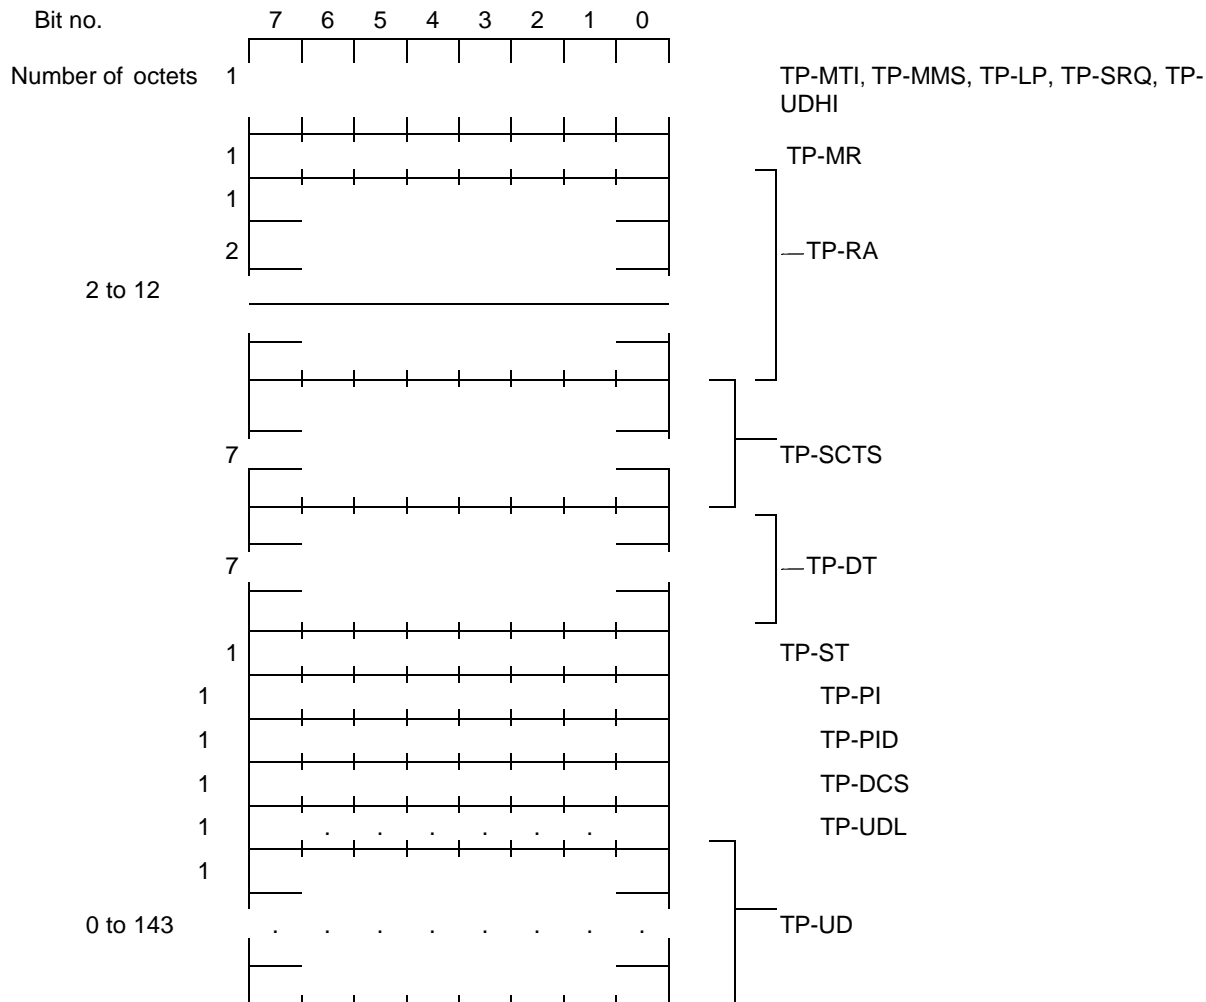 Bit no. 7 6 5 4 3 2 1 0
Number of octets 1 TP-MTI, TP-MMS, TP-LP, TP-SRQ, TP-
UDHI
1 TP-MR
1
2 TP-RA
2 to 12
7 TP-SCTS
7 TP-DT
1 TP-ST
1 TP-PI
1 TP-PID
1 TP-DCS
1 . . . . . . TP-UDL
1
0 to 143 . . . . . . . . TP-UD